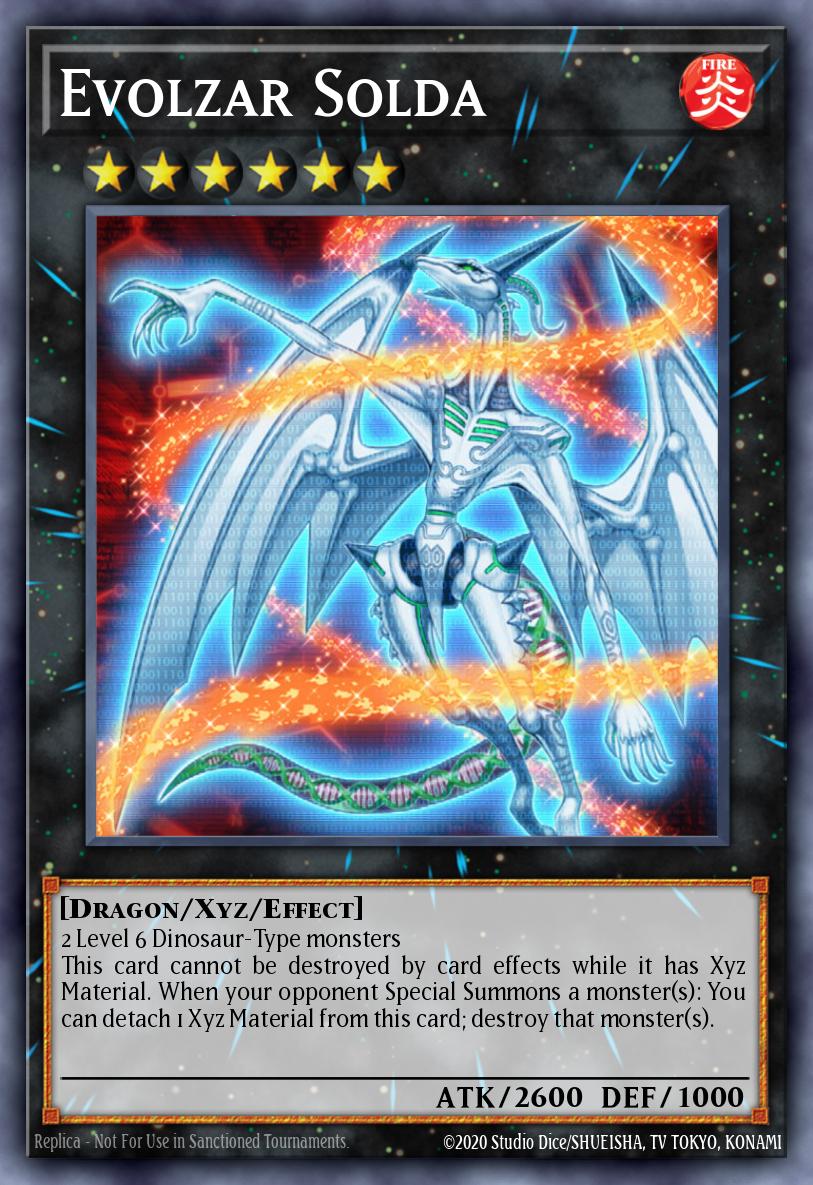 Evolzar Solda
FIRE
炎
[Dragon/Xyz/Effect]
2 Level 6 Dinosaur-Type monsters
This card cannot be destroyed by card effects while it has Xyz
Material. When your opponent Special Summons a monster(s): You
can detach 1 Xyz Material from this card; destroy that monster(s).
ATK/2600 DEF/1000
Replica - Not For Use in Sanctioned Tournaments.
©2020 Studio Dice/SHUEISHA, TV TOKYO, KONAMI